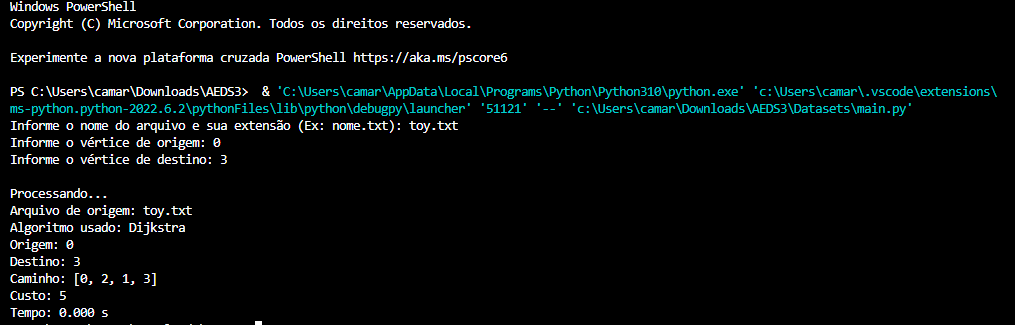 Windows PowerShell
Copyright (C) Microsoft Corporation. Todos os direitos reservados.
Experimente a nova plataforma cruzada PowerShell https://aka.ms/pscore6
PS C:\Users\camar\Downloads\AEDS3>  & 'C:\Users\camar\AppData\Local\Programs\Python\Python310\python.exe' 'c:\Users\camar\.vscode\extensions\
ms-python.python-2022.6.2\pythonFiles\lib\python\debugpy\launcher' '51121' '--' 'c:\Users\camar\Downloads\AEDS3\Datasets\main.py'
Informe o nome do arquivo e sua extensão (Ex: nome.txt): toy.txt
Informe o vértice de origem: 0
Informe o vértice de destino: 3
Processando...
Arquivo de origem: toy.txt
Algoritmo usado: Dijkstra
Origem: 0
Destino: 3
Caminho: [0, 2, 1, 3]
Custo: 5
Tempo: 0.000 s